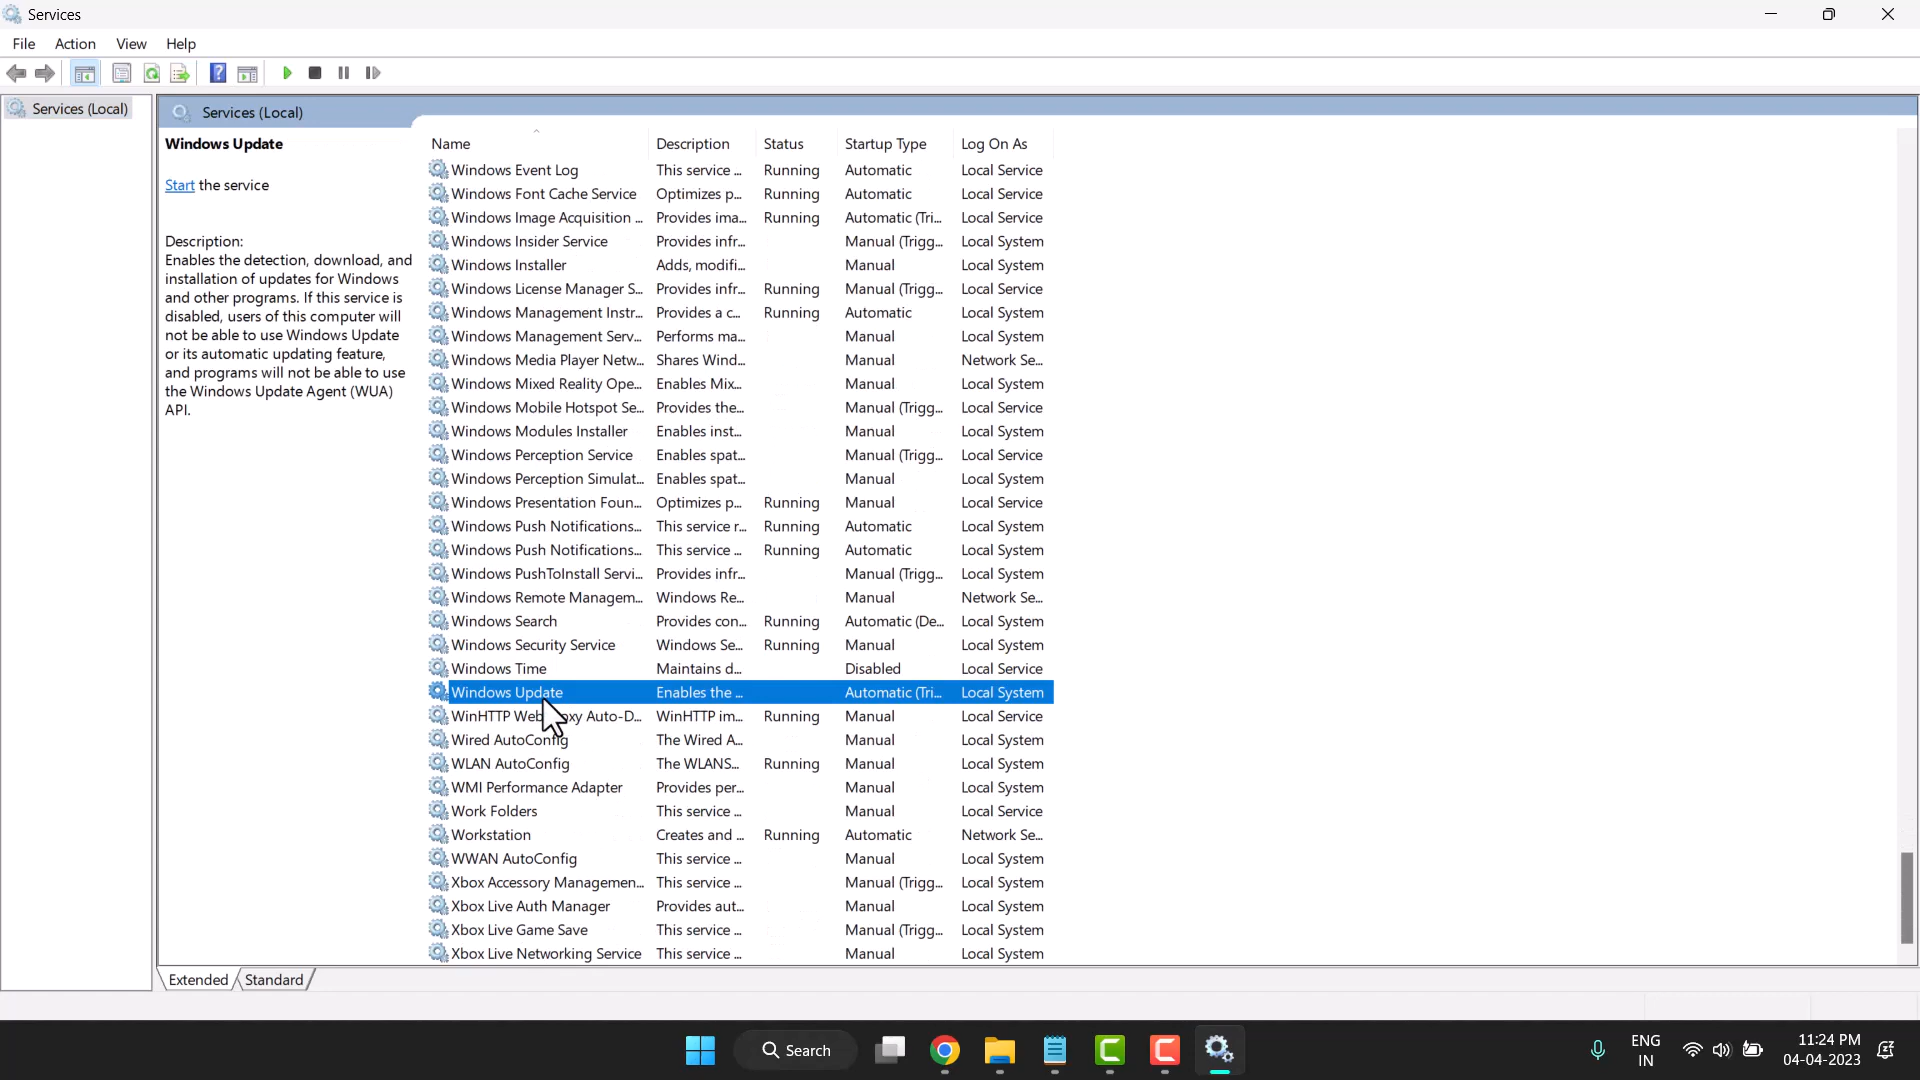 Services
File Action View Help
Services (Local)
Services (Local)
Windows Update
Start the service
Description:
Enables the detection, download, and
installation of updates for Windows
and other programs. If this service is
disabled, users of this computer will
not be able to use Windows Update
or its automatic updating feature,
and programs will not be able to use
the Windows Update Agent (WUA)
API.
Name Description Status Startup Type Log On As
Windows Event Log This service ... Running Automatic Local Service
Windows Font Cache Service Optimizes p... Running Automatic Local Service
Windows Image Acquisition ... Provides ima... Running Automatic (Tri... Local Service
Windows Insider Service Provides infr... Manual (Trigg... Local System
Windows Installer Adds, modifi... Manual Local System
Windows License Manager S... Provides infr... Running Manual (Trigg... Local Service
Windows Management Instr... Provides a c... Running Automatic Local System
Windows Management Serv... Performs ma... Manual Local System
Windows Media Player Netw... Shares Wind... Manual Network Se...
Windows Mixed Reality Ope... Enables Mix... Manual Local System
Windows Mobile Hotspot Se... Provides the... Manual (Trigg... Local Service
Windows Modules Installer Enables inst... Manual Local System
Windows Perception Service Enables spat... Manual (Trigg... Local Service
Windows Perception Simulat... Enables spat... Manual Local System
Windows Presentation Foun... Optimizes p... Running Manual Local Service
Windows Push Notifications... This service r... Running Automatic Local System
Windows Push Notifications... This service ... Running Automatic Local System
Windows PushToInstall Servi... Provides infr... Manual (Trigg... Local System
Windows Remote Managem... Windows Re... Manual Network Se...
Windows Search Provides con... Running Automatic (De... Local System
Windows Security Service Windows Se... Running Manual Local System
Windows Time Maintains d... Disabled Local Service
Windows Update Enables the ... Automatic (Tri... Local System
WinHTTP Web oxy Auto-D... WinHTTP im... Running Manual Local Service
Wired AutoConfig The Wired A... Manual Local System
WLAN AutoConfig The WLANS... Running Manual Local System
WMI Performance Adapter Provides per... Manual Local System
Work Folders This service ... Manual Local Service
Workstation Creates and ... Running Automatic Network Se...
WWAN AutoConfig This service ... Manual Local System
Xbox Accessory Managemen... This service ... Manual (Trigg... Local System
Xbox Live Auth Manager Provides aut... Manual Local System
Xbox Live Game Save This service ... Manual (Trigg... Local System
Xbox Live Networking Service This service ... Manual Local System
Extended Standard
Search
ENG
IN
11:24 PM
04-04-2023